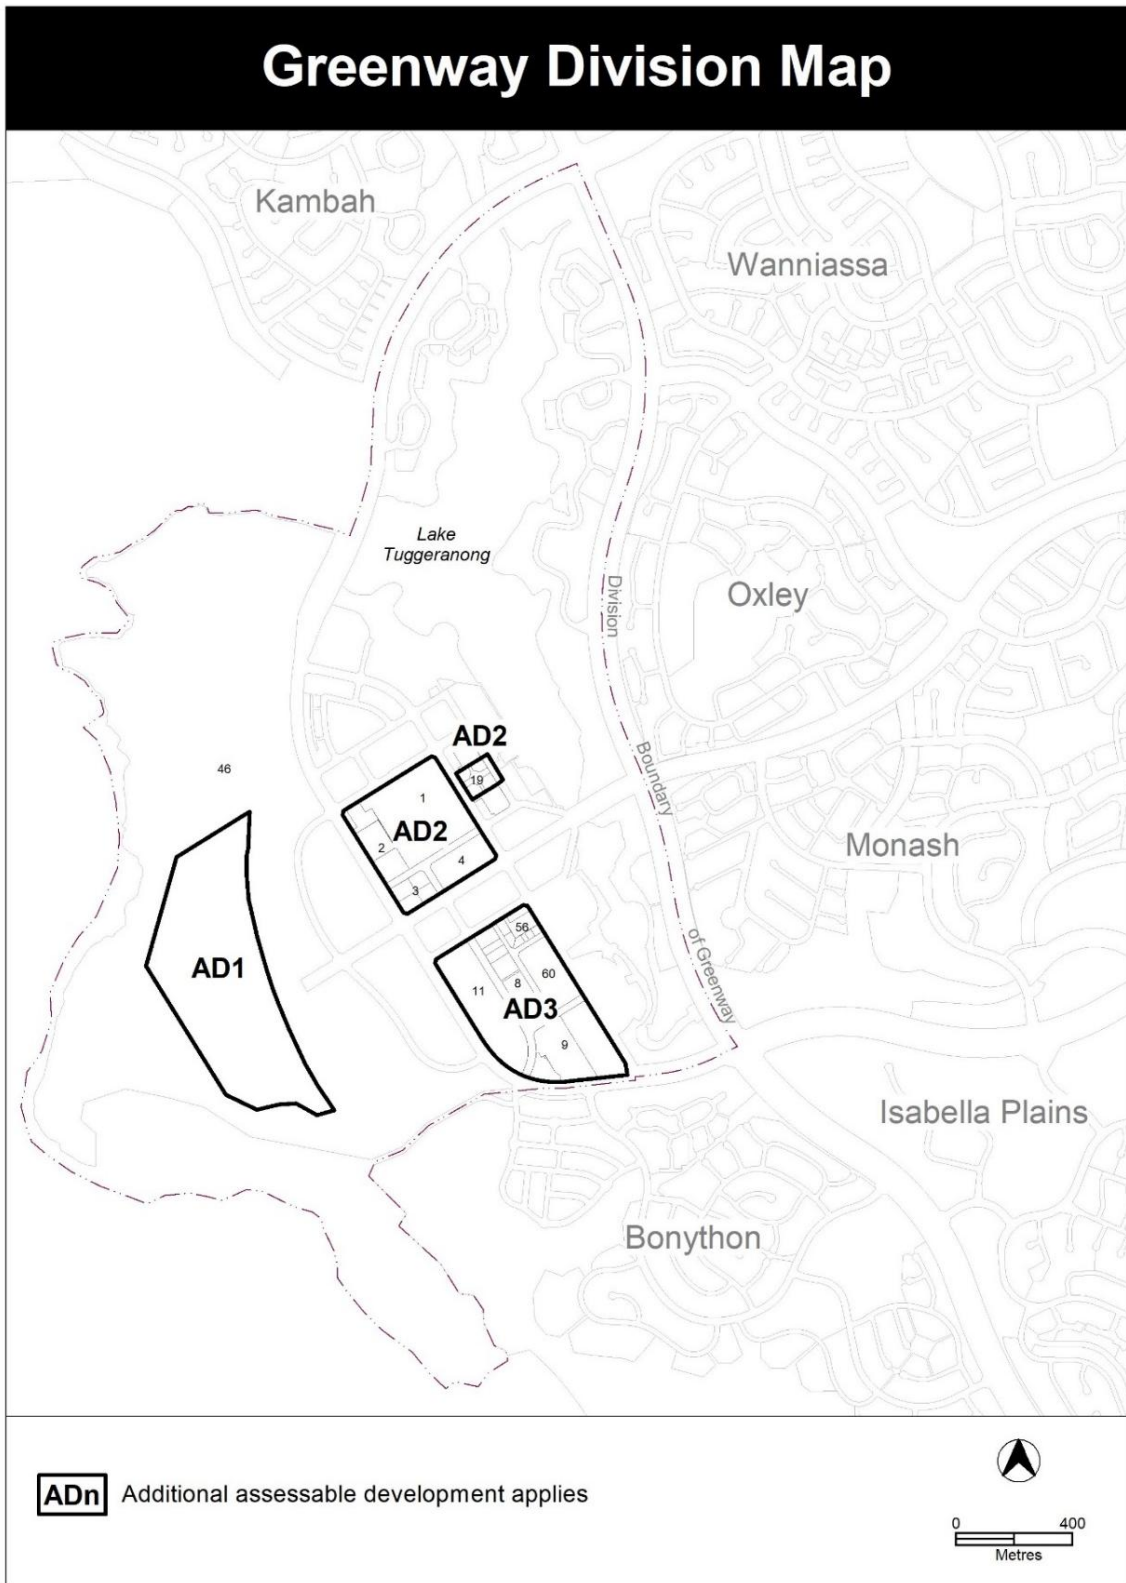 Greenway Division Map
Kambah
Wanniassa
Lake
Tuggeranong
Division
Oxley
AD2
Boundary
46
19
1
AD2
2
4
3
Monash
56
of Greenway
AD1
60
11
8
AD3
9
Isabella Plains
Bonython
ADn Additional assessable development applies
0 400
Metres